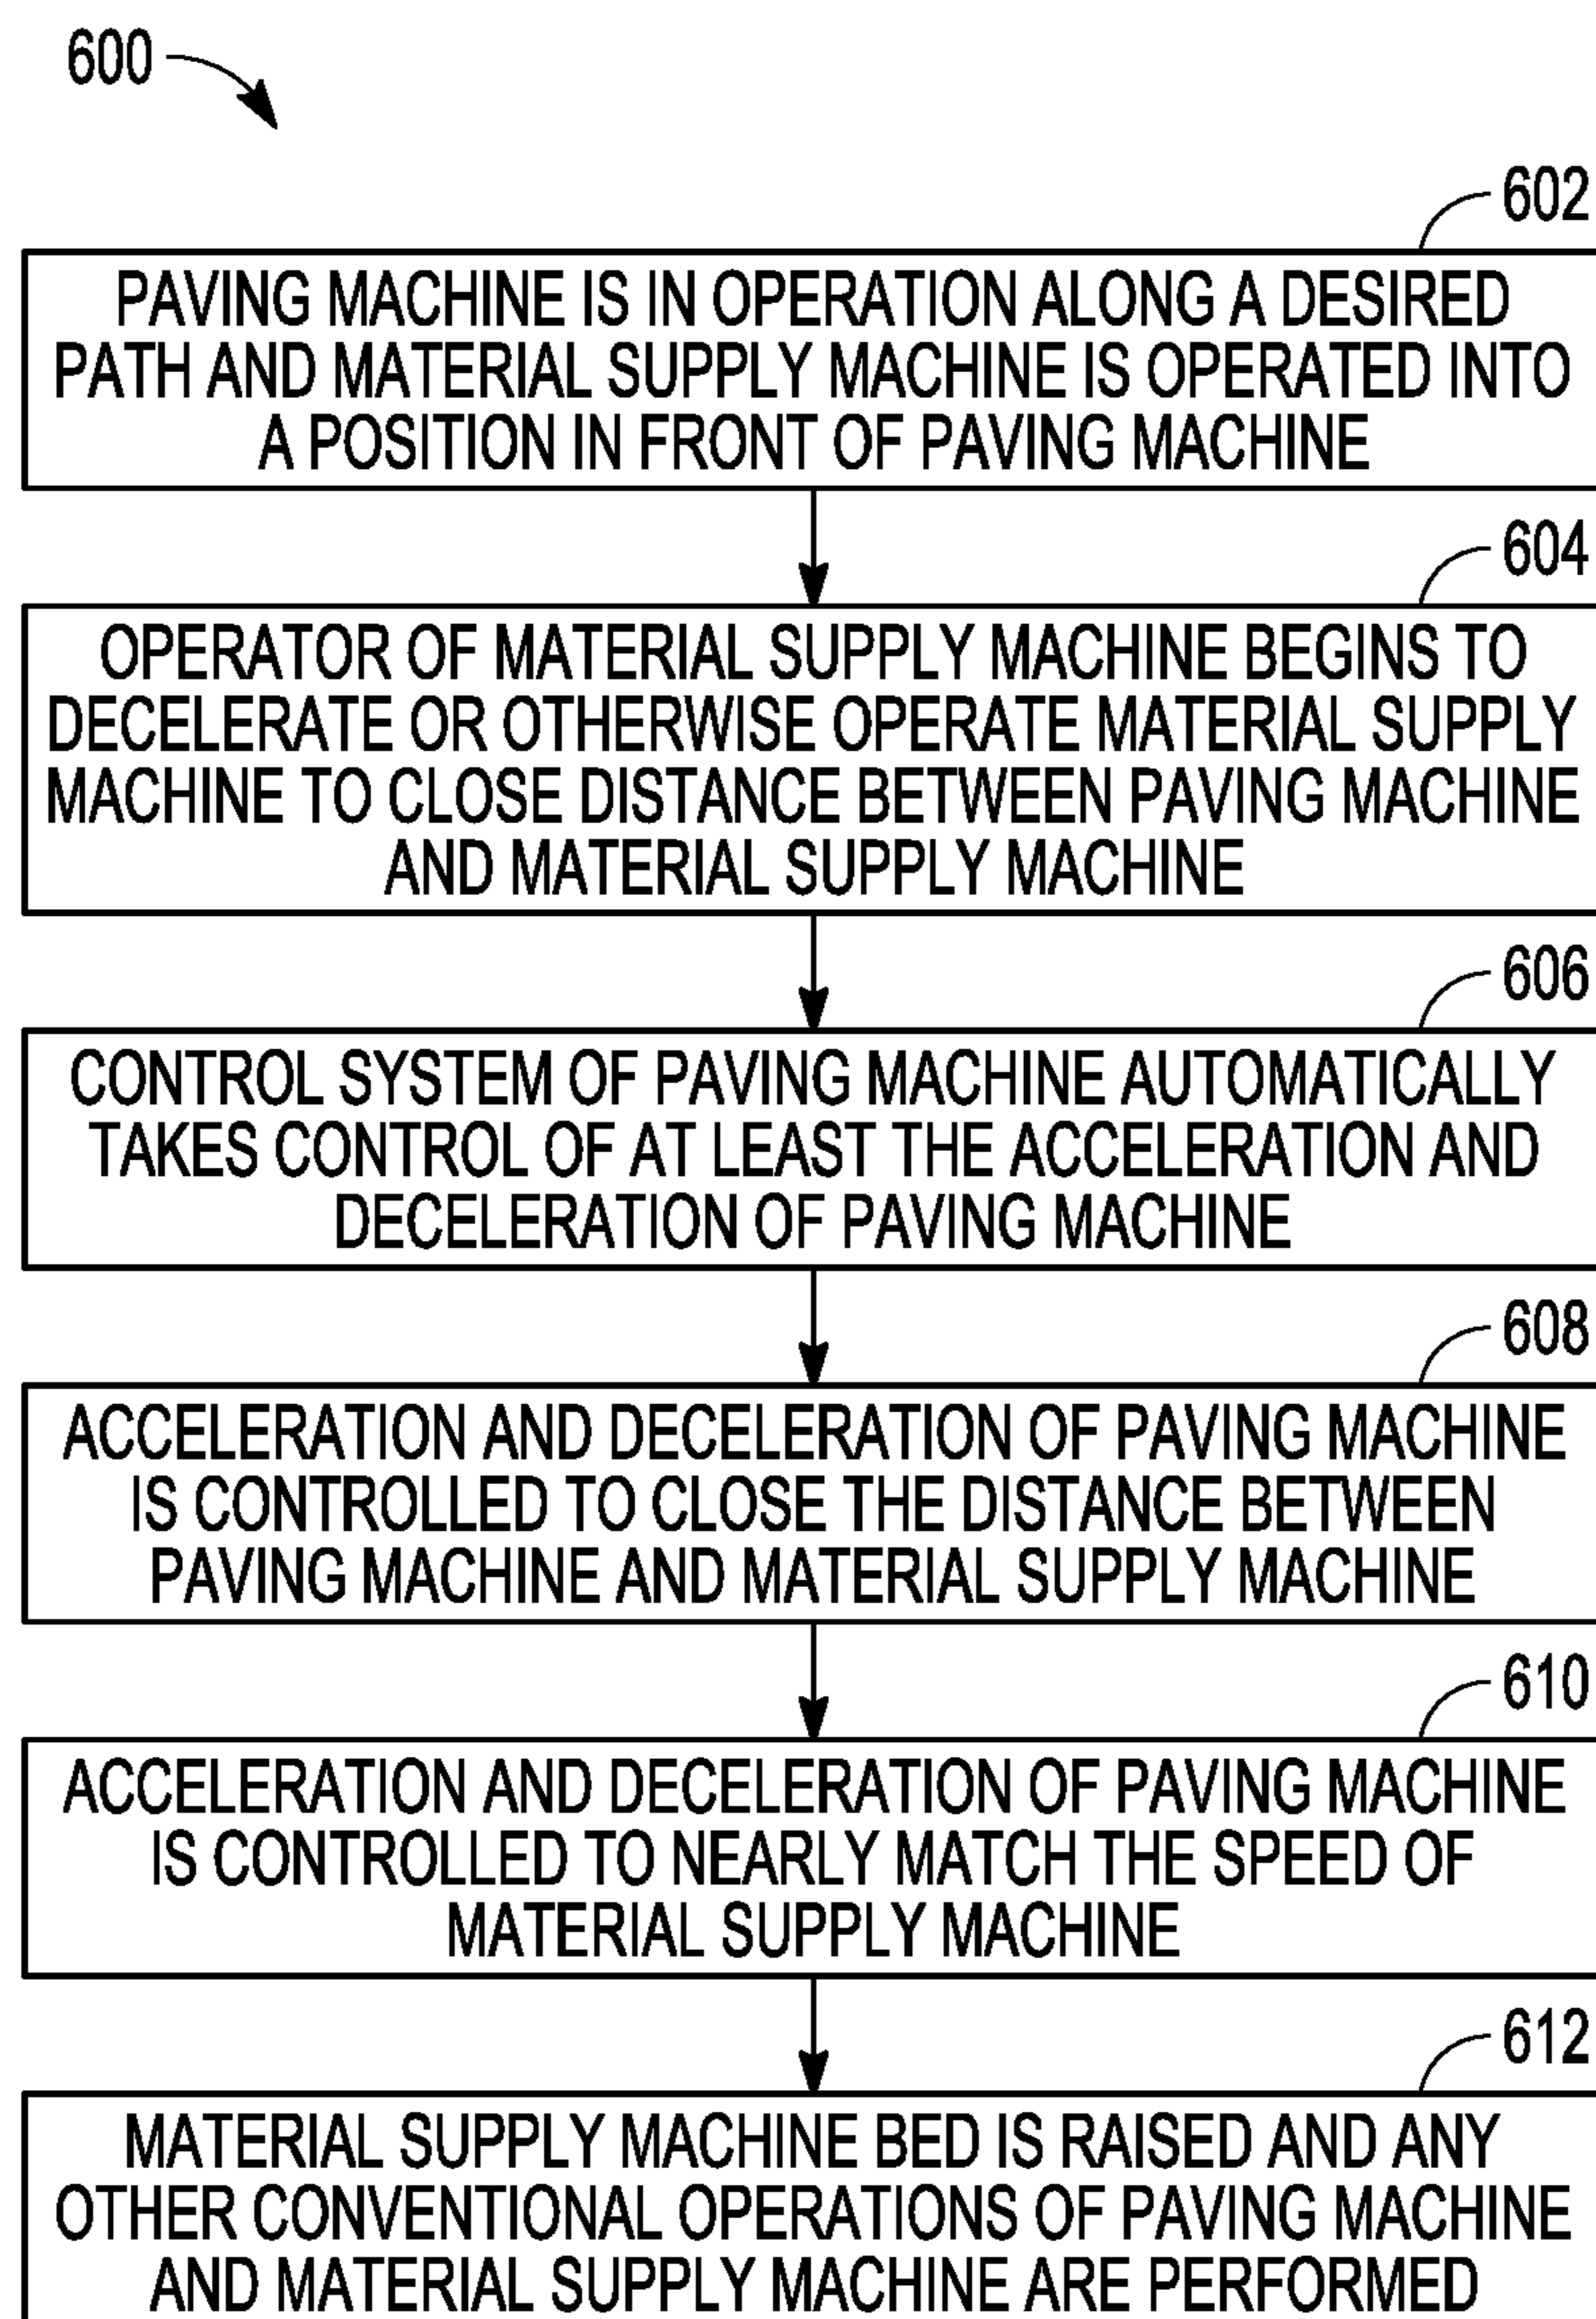 600
602
PAVING MACHINE IS IN OPERATION ALONG A DESIRED
PATH AND MATERIAL SUPPLY MACHINE IS OPERATED INTO
A POSITION IN FRONT OF PAVING MACHINE
604
OPERATOR OF MATERIAL SUPPLY MACHINE BEGINS TO
DECELERATE OR OTHERWISE OPERATE MATERIAL SUPPLY
MACHINE TO CLOSE DISTANCE BETWEEN PAVING MACHINE
AND MATERIAL SUPPLY MACHINE
606
CONTROL SYSTEM OF PAVING MACHINE AUTOMATICALLY
TAKES CONTROL OF AT LEAST THE ACCELERATION AND
DECELERATION OF PAVING MACHINE
608
ACCELERATION AND DECELERATION OF PAVING MACHINE
IS CONTROLLED TO CLOSE THE DISTANCE BETWEEN
PAVING MACHINE AND MATERIAL SUPPLY MACHINE
610
ACCELERATION AND DECELERATION OF PAVING MACHINE
IS CONTROLLED TO NEARLY MATCH THE SPEED OF
MATERIAL SUPPLY MACHINE
612
MATERIAL SUPPLY MACHINE BED IS RAISED AND ANY
OTHER CONVENTIONAL OPERATIONS OF PAVING MACHINE
AND MATERIAL SUPPLY MACHINE ARE PERFORMED